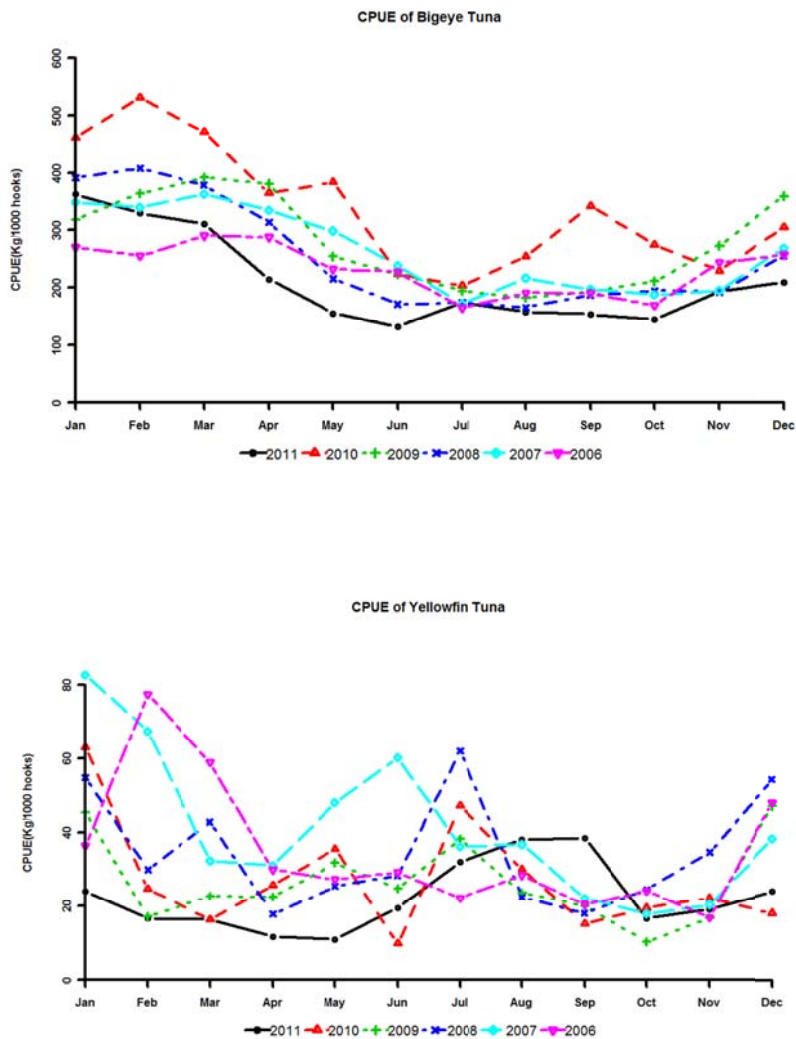 CPUE of Bigeye Tuna
CPUE(Kg/1000 hooks)
600
500
400
300
200
100
0
Jan Feb Mar Apr May Jun Jul Aug Sep Oct Nov Dec
2011 2010 2009 2008 2007 2006
CPUE of Yellowfin Tuna
CPUE(Kg/1000 hooks)
80
60
40
20
0
Jan Feb Mar Apr May Jun Jul Aug Sep Oct Nov Dec
2011 2010 2009 2008 2007 2006